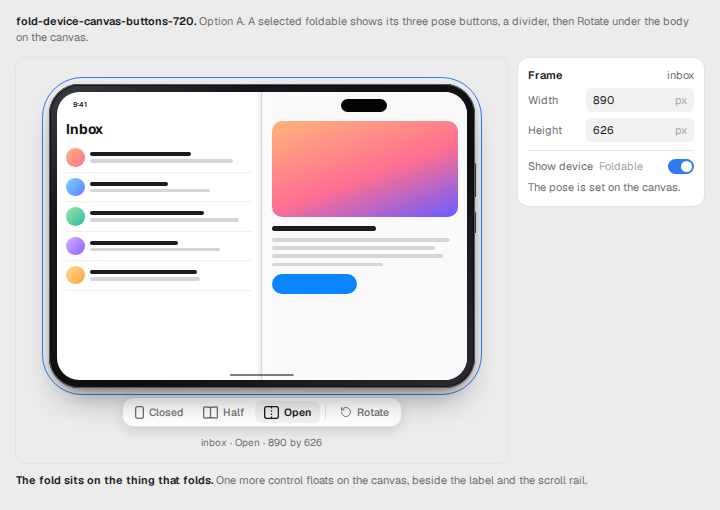 fold-device-canvas-buttons-720. Option A. A selected foldable shows its three pose buttons, a divider, then Rotate under the body
on the canvas.
9:41
Inbox
Closed Half Open Rotate
inbox · Open · 890 by 626
Frame inbox
Width 890 px
Height 626 px
Show device Foldable
The pose is set on the canvas.
The fold sits on the thing that folds. One more control floats on the canvas, beside the label and the scroll rail.